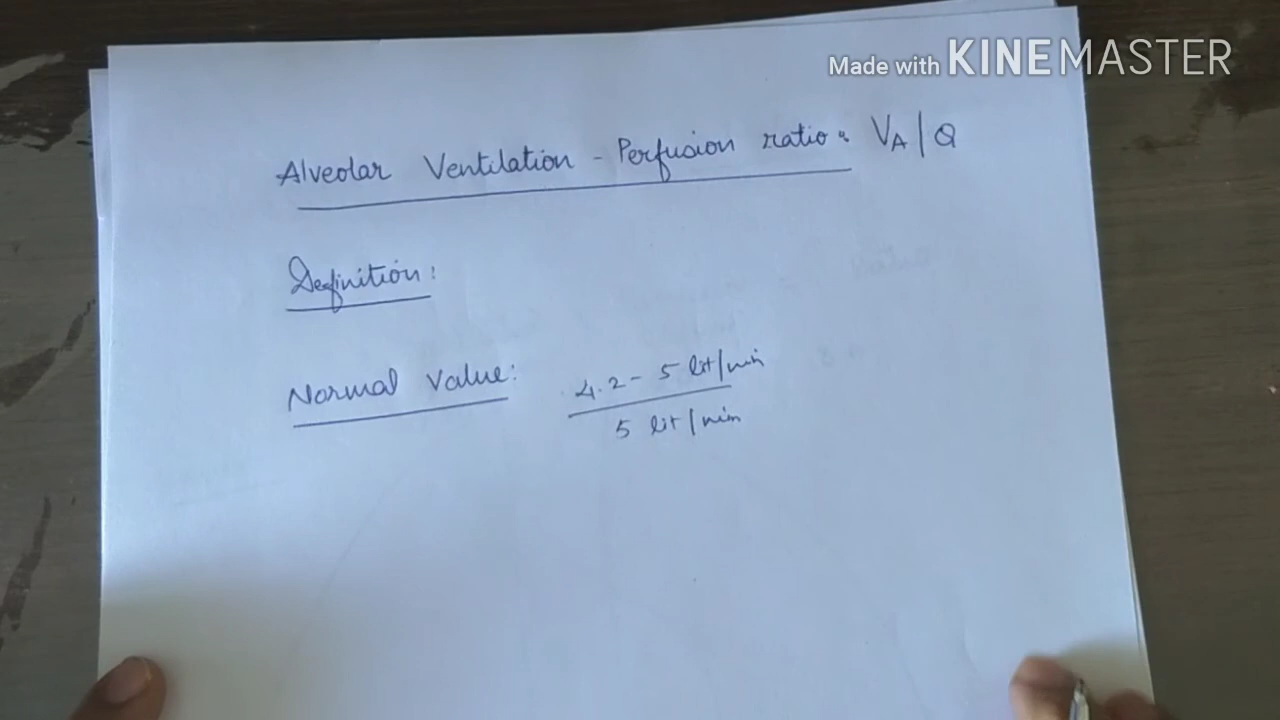 Made with KINEMASTER
Alveolar Ventilation - Perfusion ratio : VA/Q
Definition:
Normal Value:
4.2 - 5 lit/min
5 lit/min